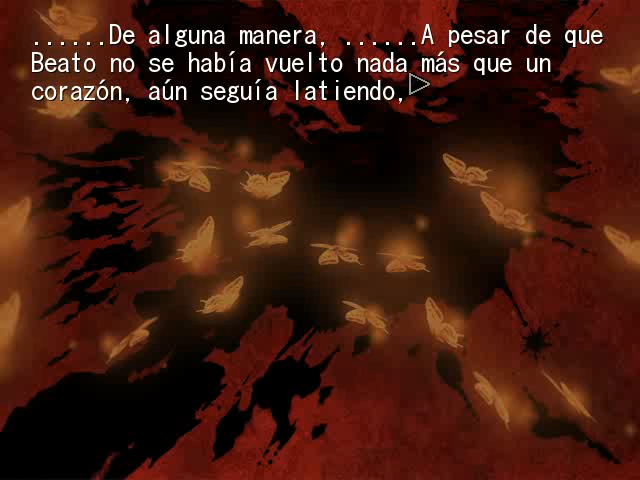 ......De alguna manera, ......A pesar de que
Beato no se había vuelto nada más que un
corazón, aún seguía latiendo,